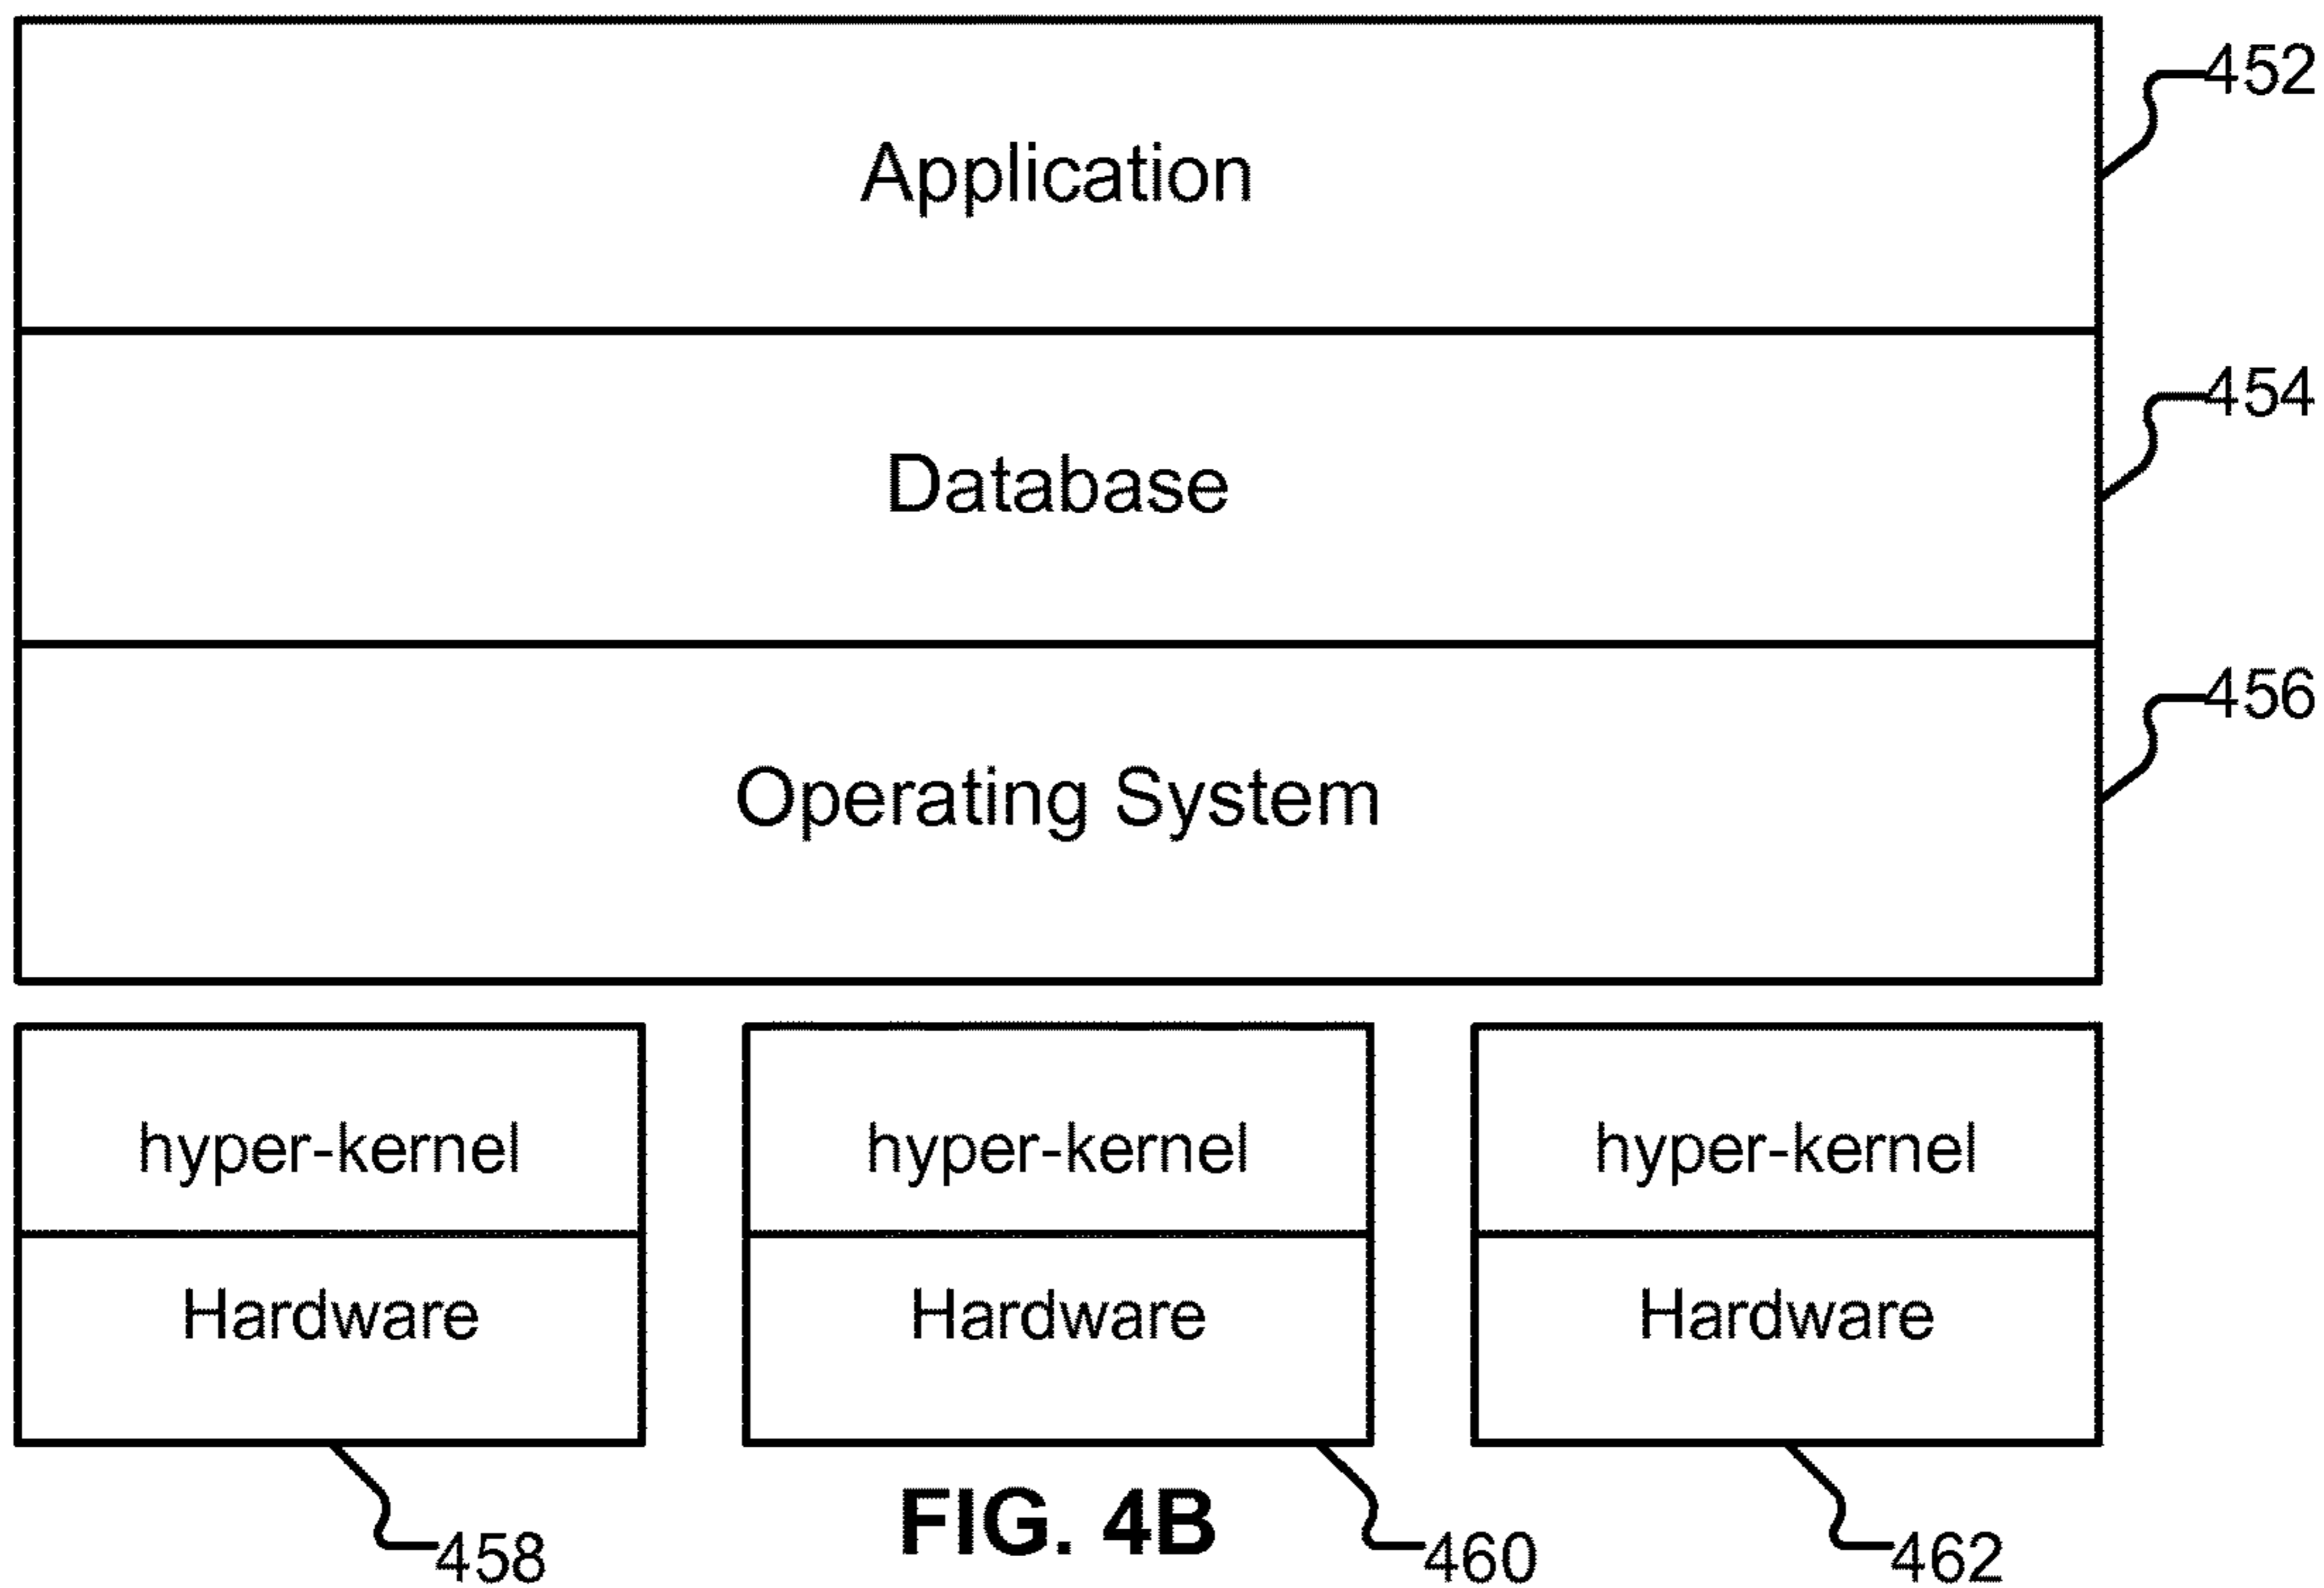 452
Application
454
Database
456
Operating System
hyper-kernel
Hardware
hyper-kernel
Hardware
hyper-kernel
Hardware
458
FIG. 4B
460
462